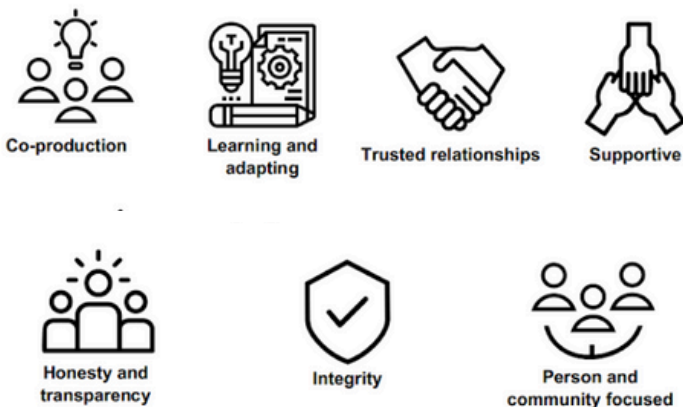 Co-production
Learning and
adapting
Trusted relationships
Supportive
Honesty and
transparency
Integrity
Person and
community focused